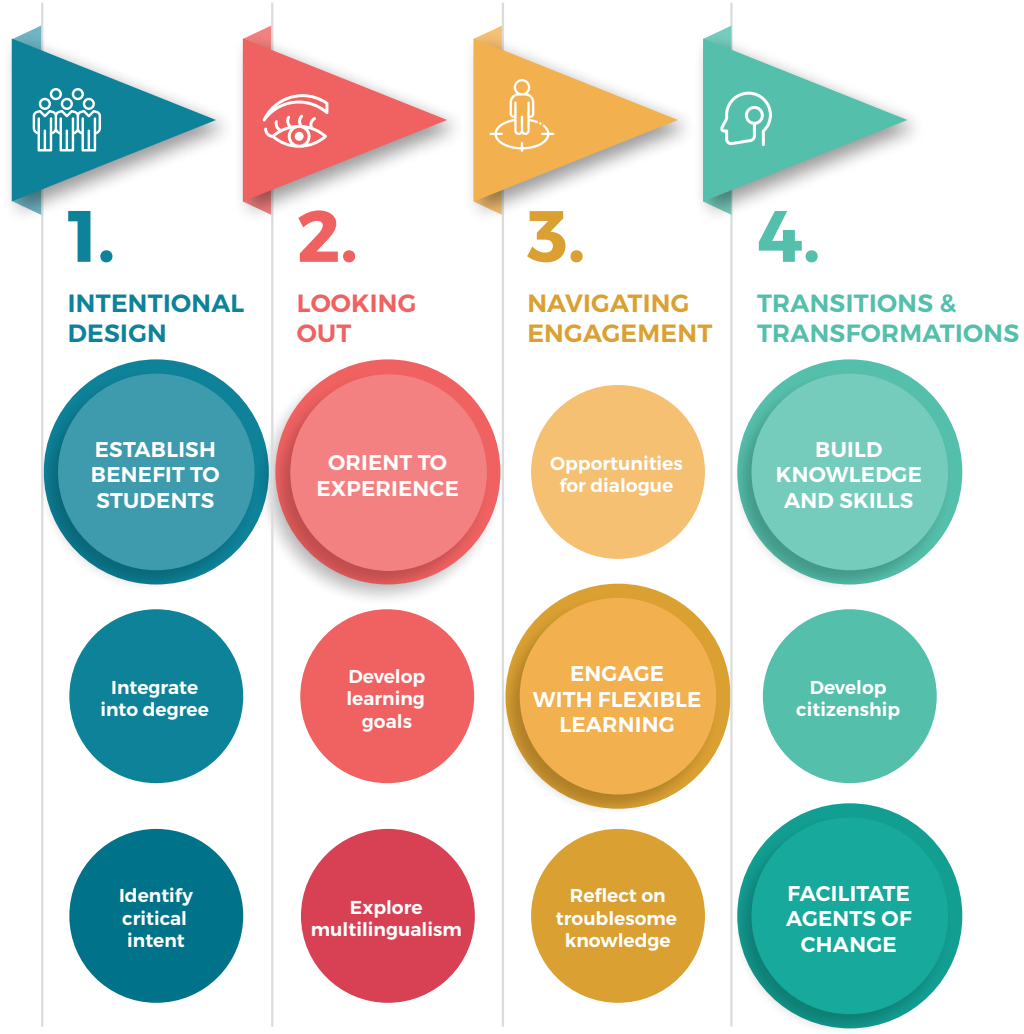 1.
INTENTIONAL
DESIGN
ESTABLISH
BENEFIT TO
STUDENTS
Integrate
into degree
Identify
critical
intent
2.
LOOKING
OUT
ORIENT TO
EXPERIENCE
Develop
learning
goals
Explore
multilingualism
3.
NAVIGATING
ENGAGEMENT
Opportunities
for dialogue
ENGAGE
WITH FLEXIBLE
LEARNING
Reflect on
troublesome
knowledge
4.
TRANSITIONS &
TRANSFORMATIONS
BUILD
KNOWLEDGE
AND SKILLS
Develop
citizenship
FACILITATE
AGENTS OF
CHANGE